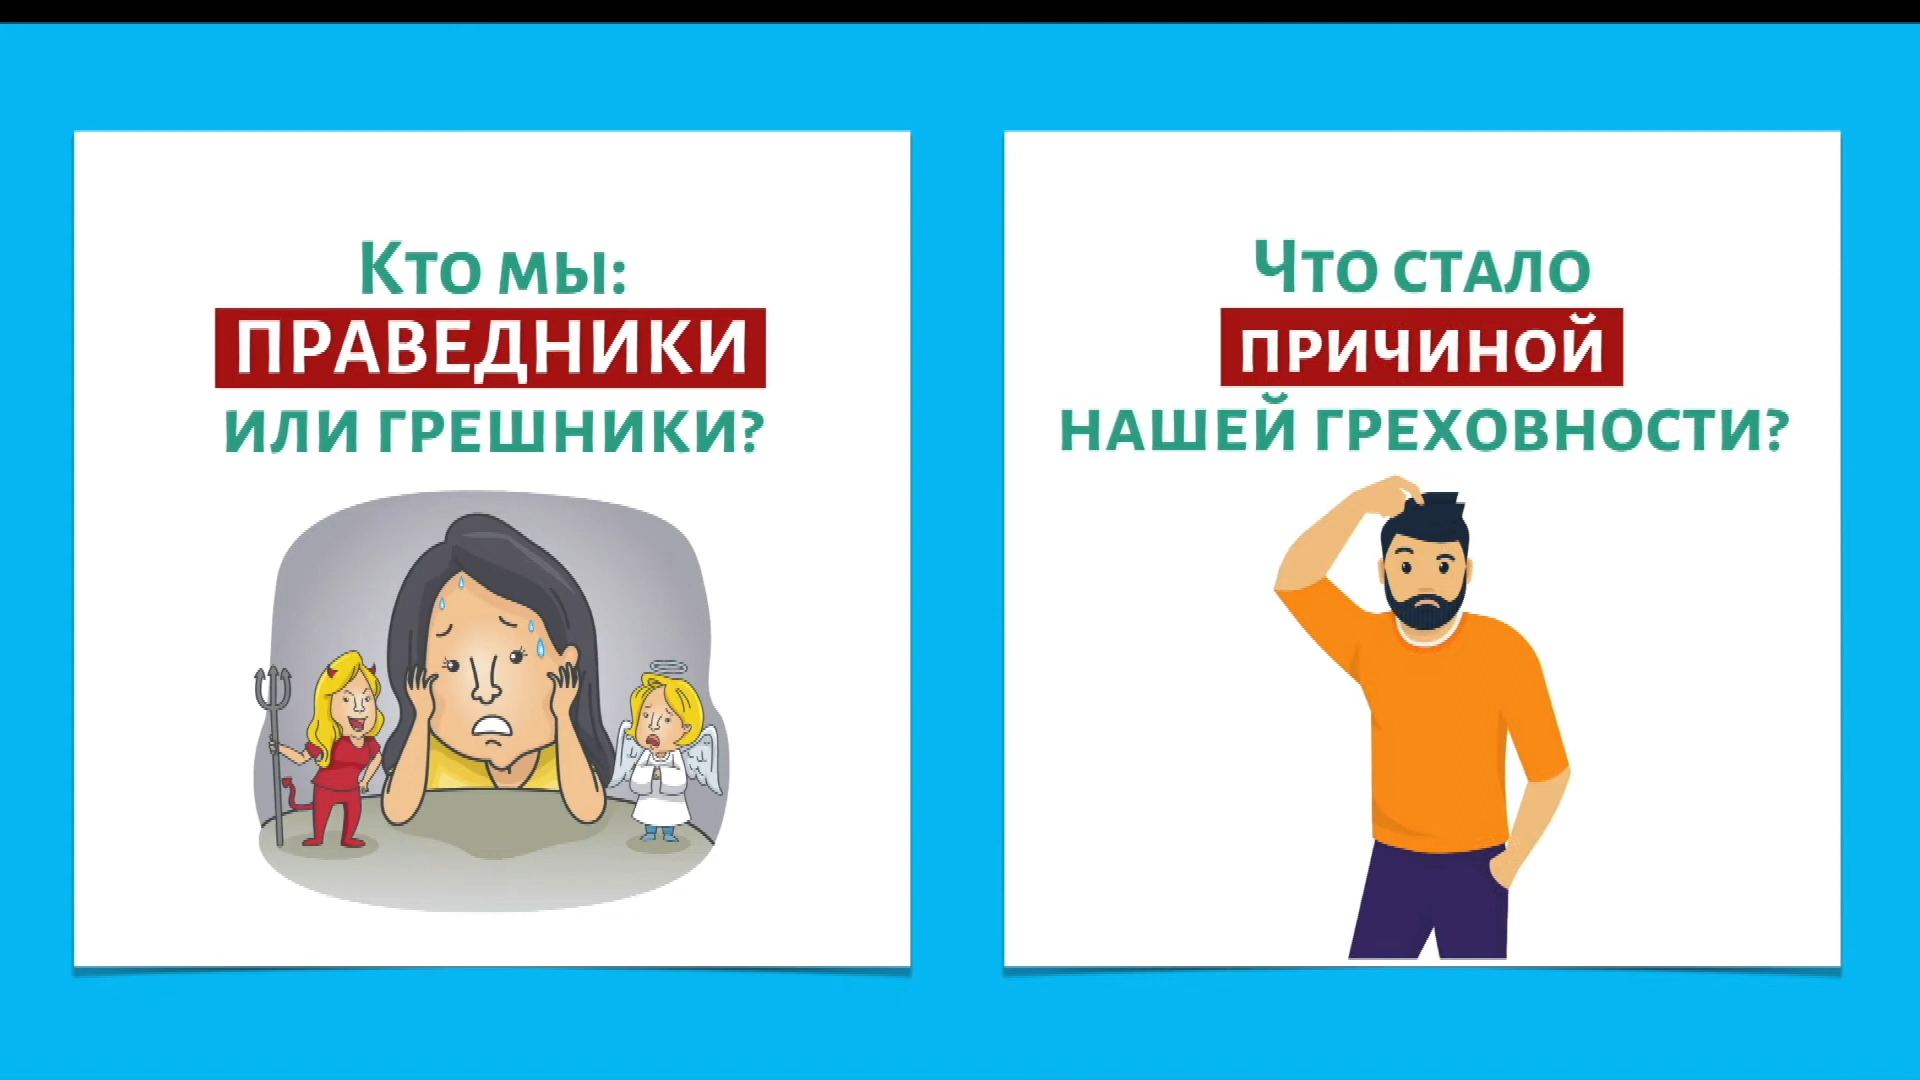 Кто мы:
ПРАВЕДНИКИ
ИЛИ ГРЕШНИКИ?
Что стало
ПРИЧИНОЙ
НАШЕЙ ГРЕХОВНОСТИ?